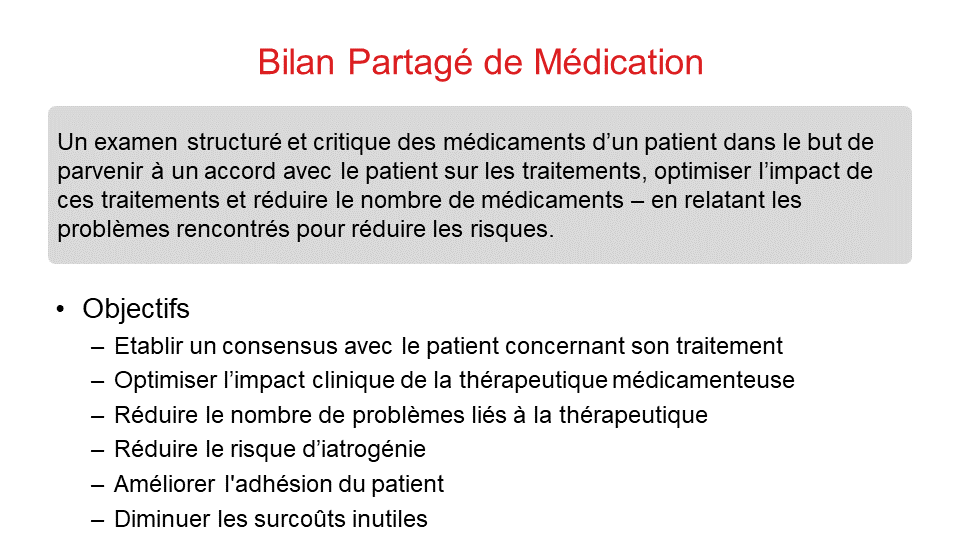 Bilan Partagé de Médication
Un examen structuré et critique des médicaments d’un patient dans le but de
parvenir à un accord avec le patient sur les traitements, optimiser l’impact de
ces traitements et réduire le nombre de médicaments – en relatant les
problèmes rencontrés pour réduire les risques.
• Objectifs
– Etablir un consensus avec le patient concernant son traitement
– Optimiser l’impact clinique de la thérapeutique médicamenteuse
– Réduire le nombre de problèmes liés à la thérapeutique
– Réduire le risque d’iatrogénie
– Améliorer l'adhésion du patient
– Diminuer les surcoûts inutiles